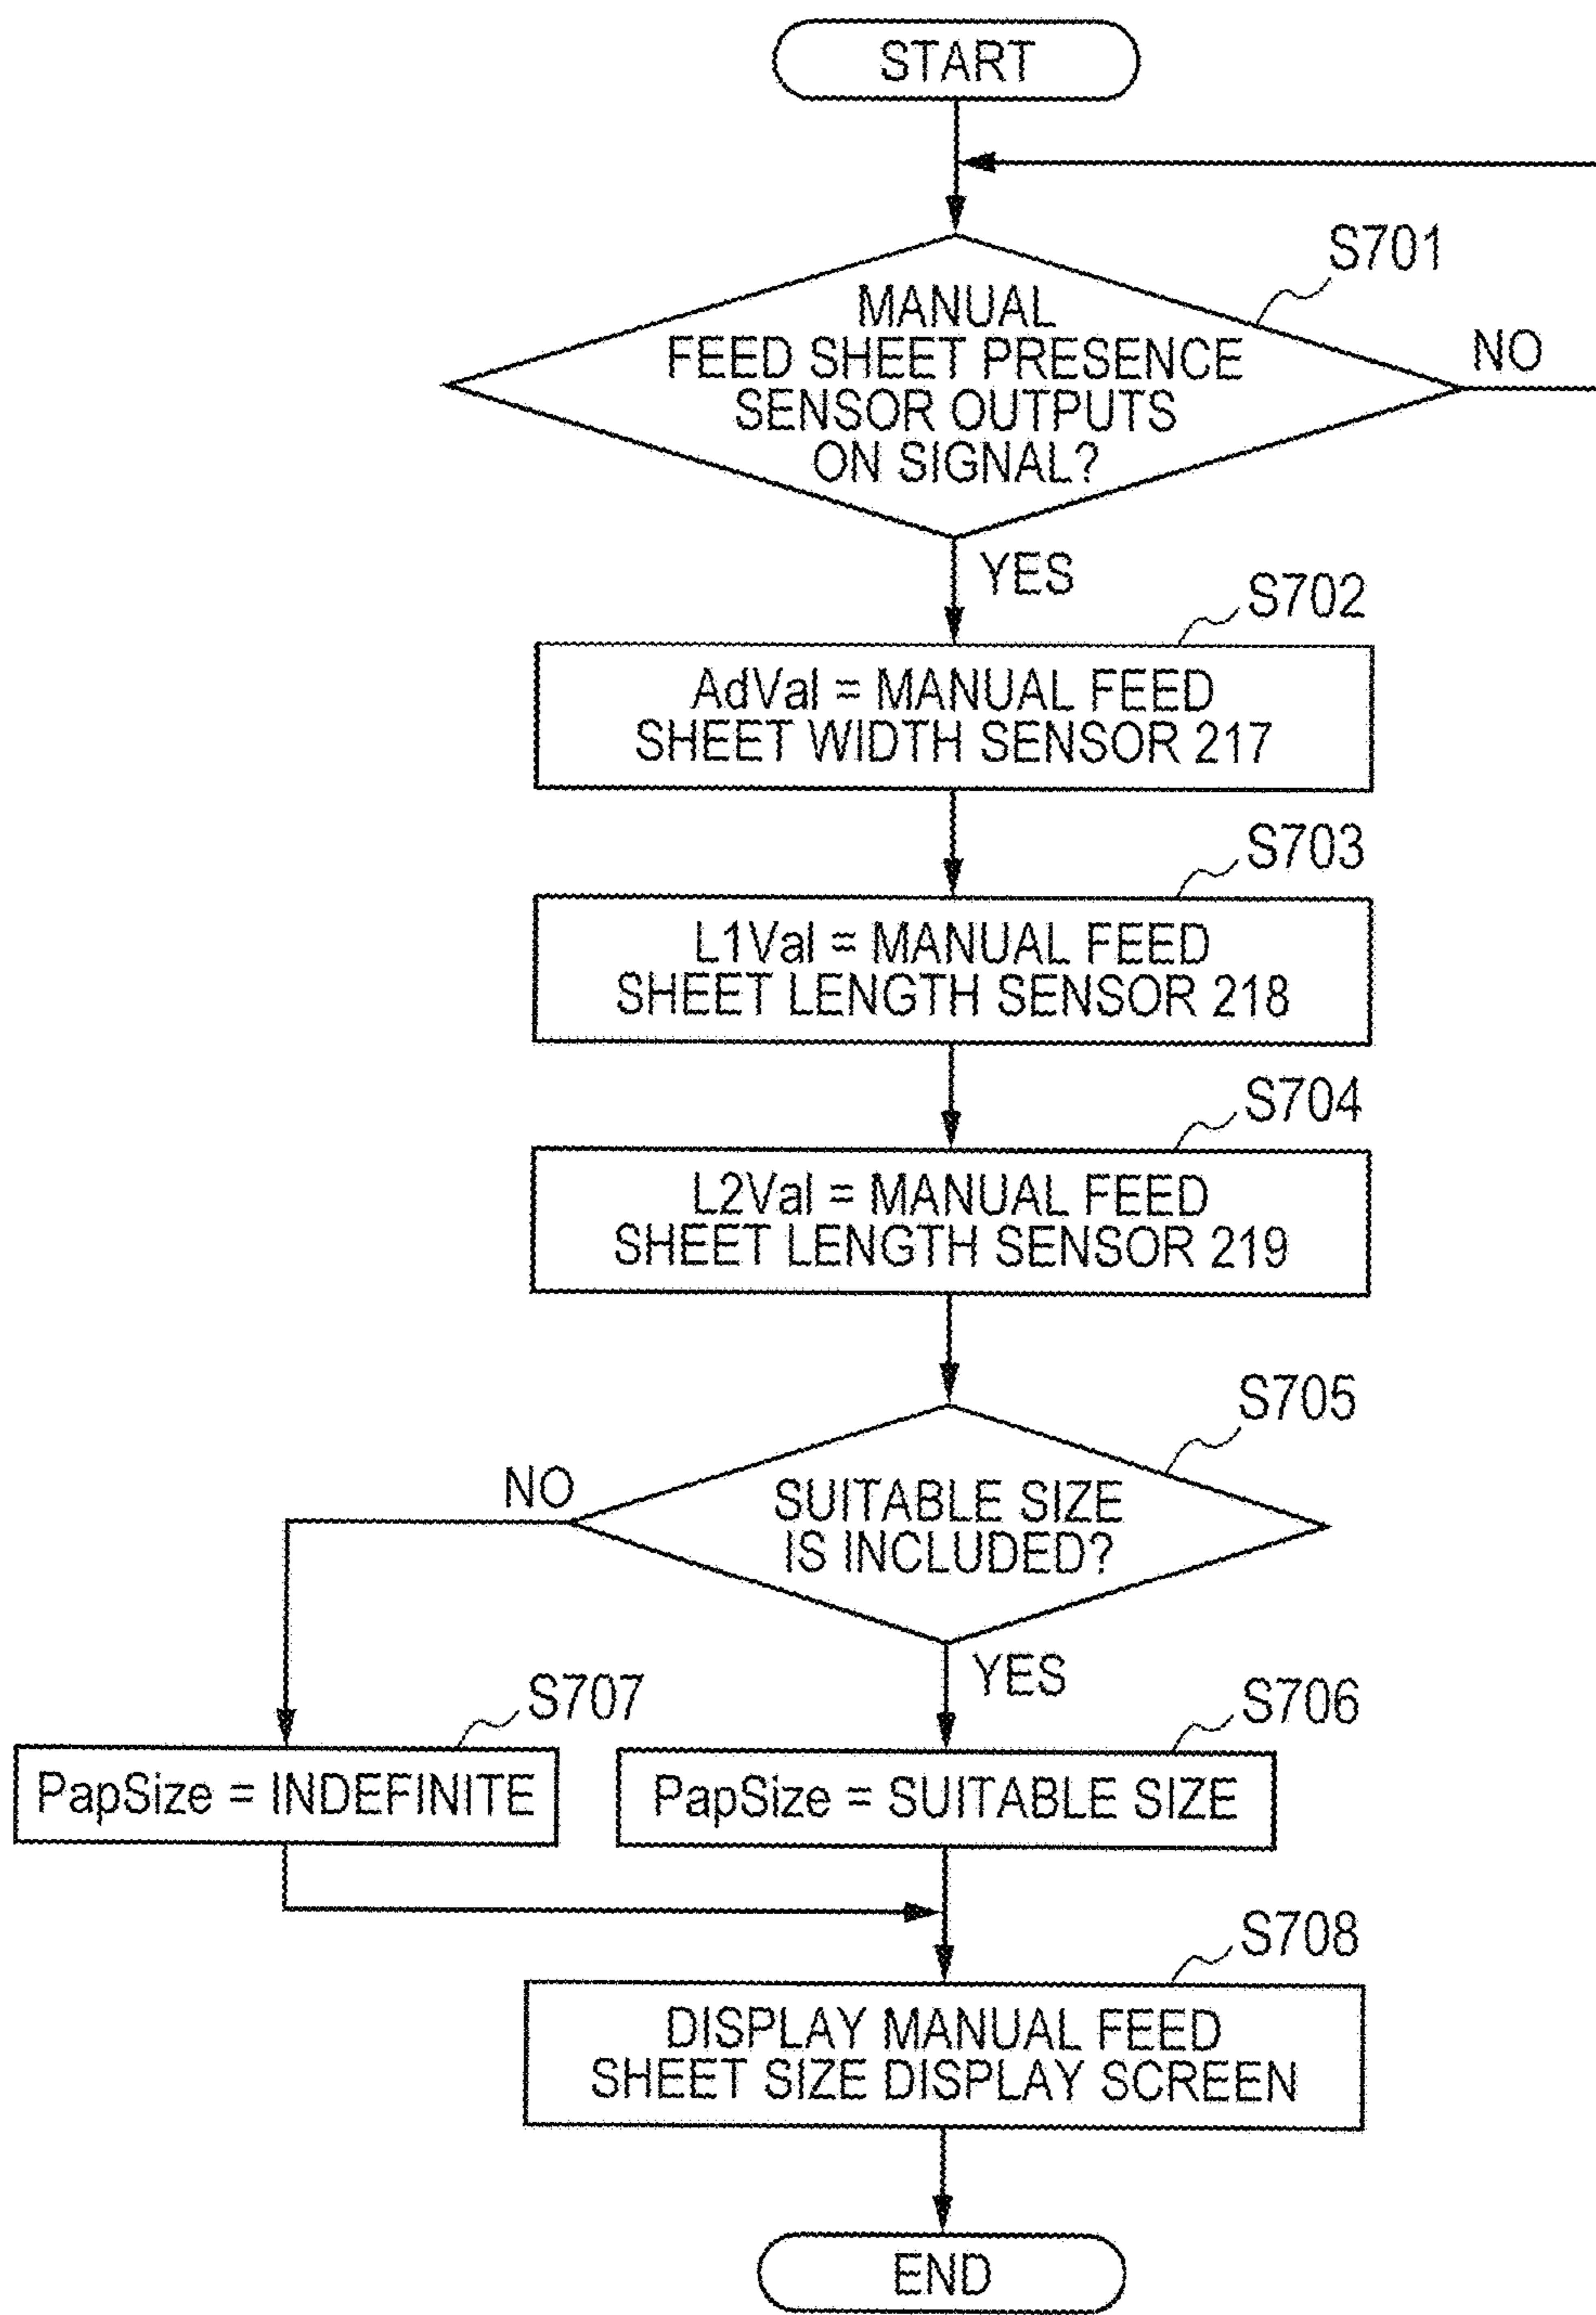 START
S701
MANUAL
FEED SHEET PRESENCE
SENSOR OUTPUTS
ON SIGNAL?
NO
YES
S702
AdVal = MANUAL FEED
SHEET WIDTH SENSOR 217
S703
L1Val = MANUAL FEED
SHEET LENGTH SENSOR 218
S704
L2Val = MANUAL FEED
SHEET LENGTH SENSOR 219
S705
NO
SUITABLE SIZE
IS INCLUDED?
YES
S707
S706
PapSize = INDEFINITE
PapSize = SUITABLE SIZE
S708
DISPLAY MANUAL FEED
SHEET SIZE DISPLAY SCREEN
END